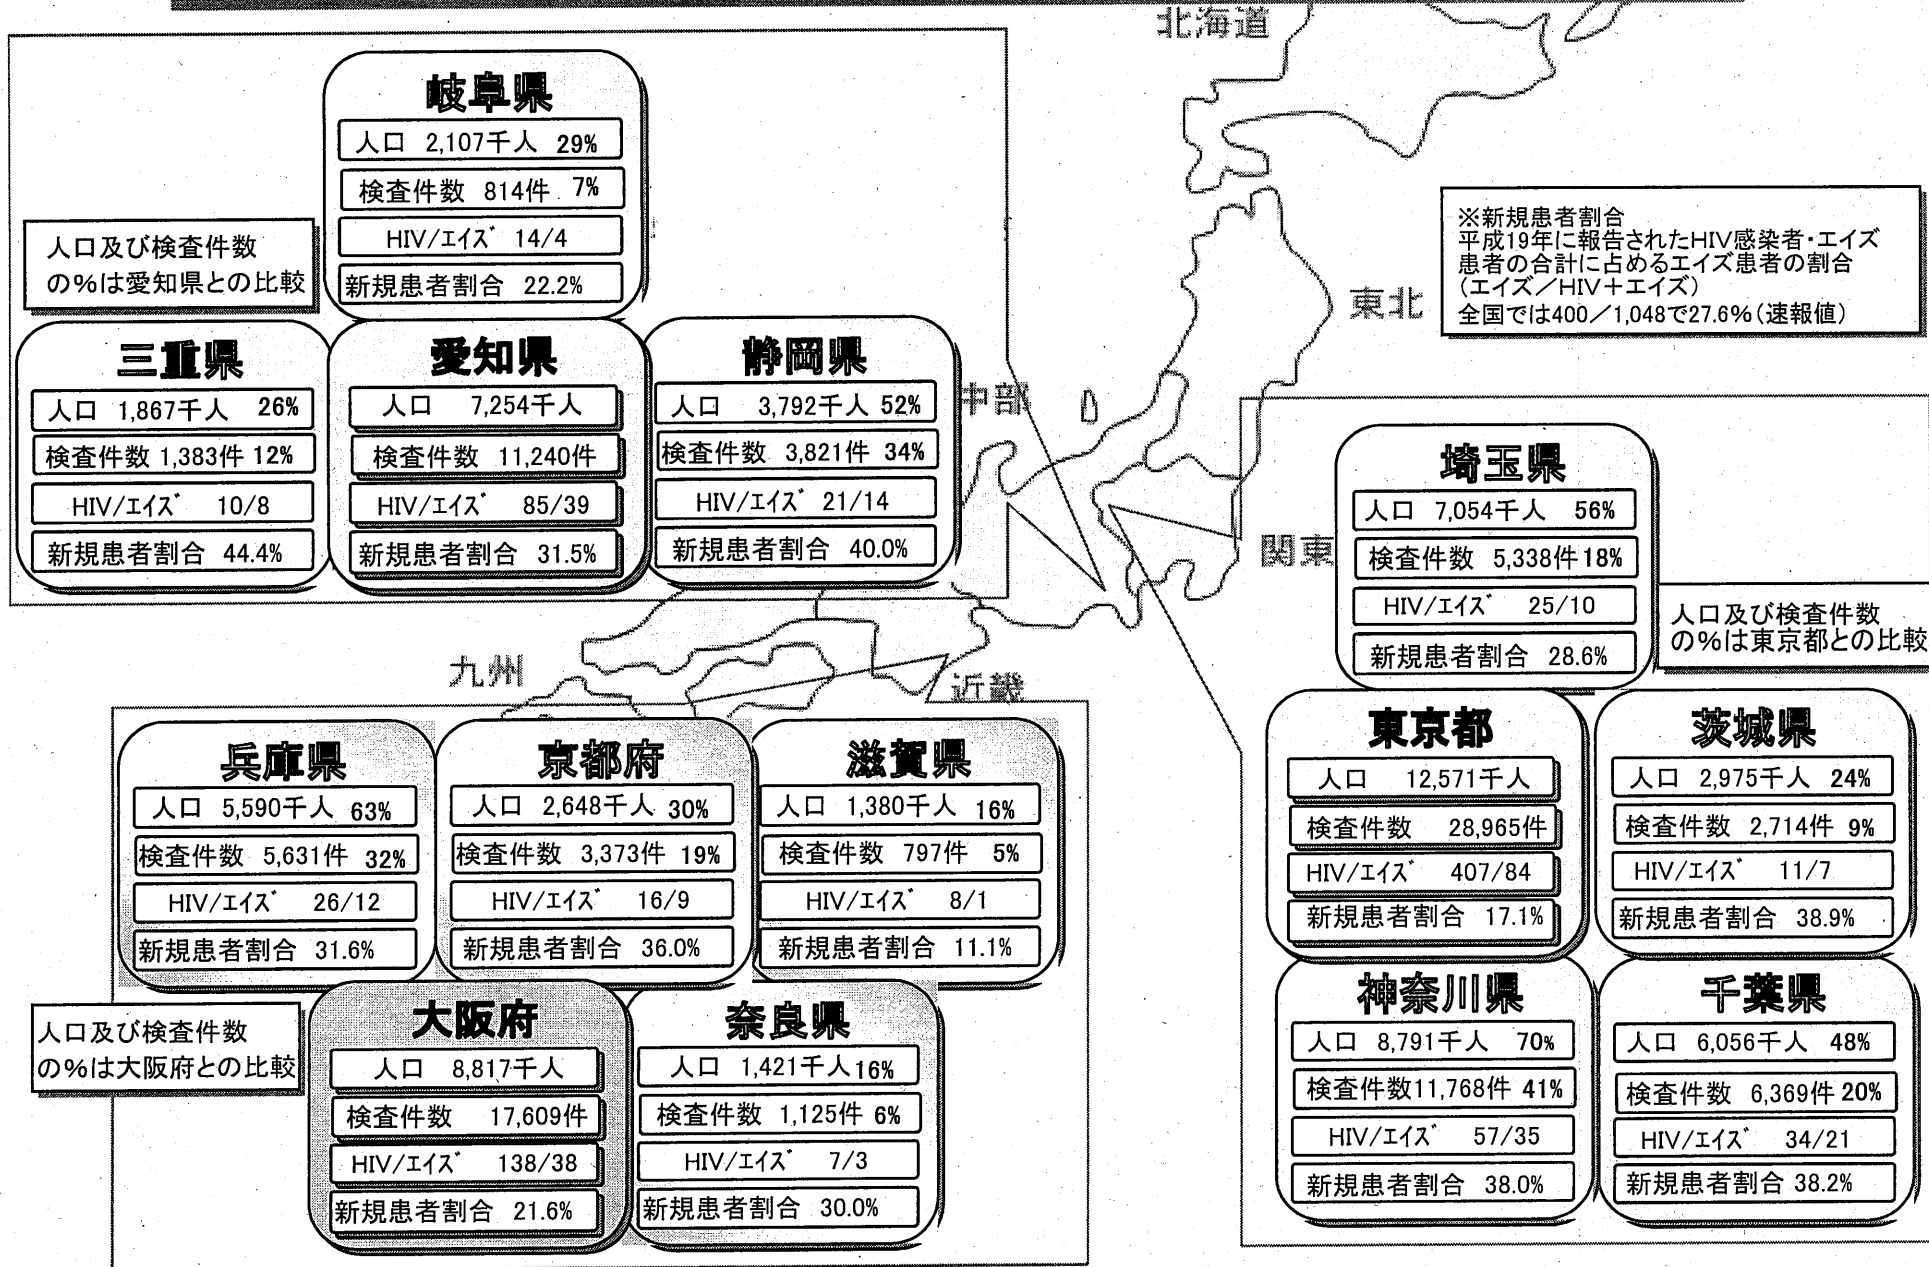 北海道
岐阜県
人口 2,107千人 29%
検査件数 814件 7%
HIV/エイズ 14/4
新規患者割合 22.2%
人口及び検査件数
の%は愛知県との比較
※新規患者割合
平成19年に報告されたHIV感染者・エイズ
患者の合計に占めるエイズ患者の割合
(エイズ/HIV+エイズ)
全国では400/1,048で27.6%(速報値)
東北
三重県
人口 1,867千人 26%
検査件数 1,383件 12%
HIV/エイズ 10/8
新規患者割合 44.4%
愛知県
人口 7,254千人
検査件数 11,240件
HIV/エイズ 85/39
新規患者割合 31.5%
静岡県
人口 3,792千人 52%
検査件数 3,821件 34%
HIV/エイズ 21/14
新規患者割合 40.0%
中部
埼玉県
人口 7,054千人 56%
検査件数 5,338件 18%
HIV/エイズ 25/10
新規患者割合 28.6%
関東
人口及び検査件数
の%は東京都との比較
九州
近畿
兵庫県
人口 5,590千人 63%
検査件数 5,631件 32%
HIV/エイズ 26/12
新規患者割合 31.6%
京都府
人口 2,648千人 30%
検査件数 3,373件 19%
HIV/エイズ 16/9
新規患者割合 36.0%
滋賀県
人口 1,380千人 16%
検査件数 797件 5%
HIV/エイズ 8/1
新規患者割合 11.1%
東京都
人口 12,571千人
検査件数 28,965件
HIV/エイズ 407/84
新規患者割合 17.1%
茨城県
人口 2,975千人 24%
検査件数 2,714件 9%
HIV/エイズ 11/7
新規患者割合 38.9%
人口及び検査件数
の%は大阪府との比較
大阪府
人口 8,817千人
検査件数 17,609件
HIV/エイズ 138/38
新規患者割合 21.6%
奈良県
人口 1,421千人 16%
検査件数 1,125件 6%
HIV/エイズ 7/3
新規患者割合 30.0%
神奈川県
人口 8,791千人 70%
検査件数11,768件 41%
HIV/エイズ 57/35
新規患者割合 38.0%
千葉県
人口 6,056千人 48%
検査件数 6,369件 20%
HIV/エイズ 34/21
新規患者割合 38.2%